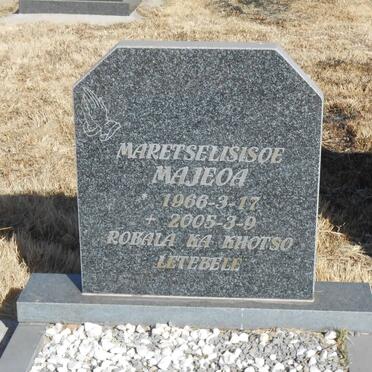 MARETSELISISOE
MAJEOA
* 1966-3-17
+ 2005-3-9
ROBALA KA KHOTSO
LETEBELE